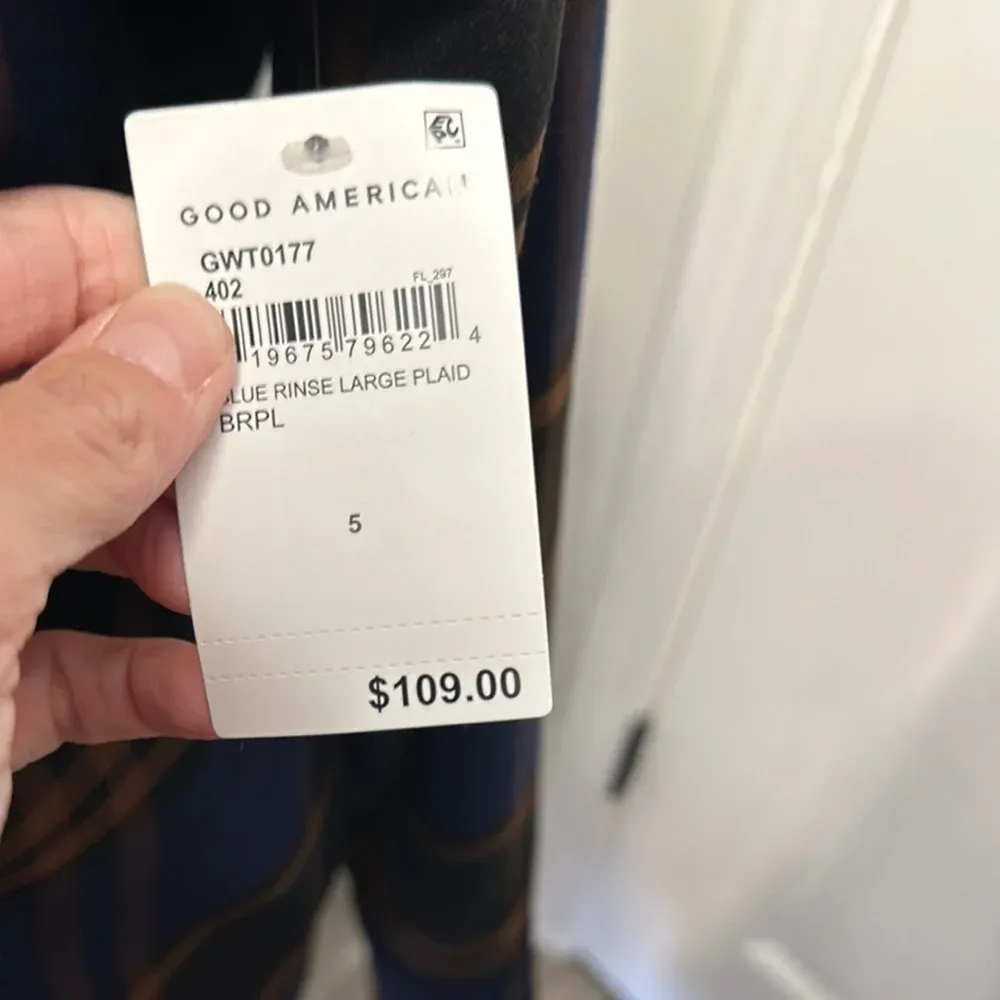 GOOD AMERICAN
GWT0177
402
FL_297
19675 79622 4
BLUE RINSE LARGE PLAID
BRPL
5
$109.00